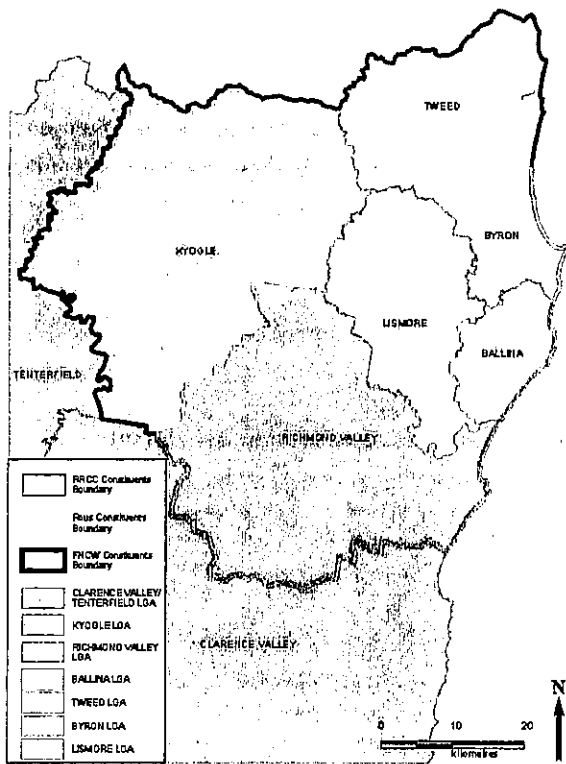 TWEED
BYRON
KYOGLE
LISMORE
BALLINA
TENTERFIELD
RICHMOND VALLEY
RRCC Constituents
Boundary
Rous Constituents
Boundary
FNCW Constituents
Boundary
CLARENCE VALLEY/
TENTERFIELD LGA
KYOGLE LGA
RICHMOND VALLEY
LGA
BALLINA LGA
TWEED LGA
BYRON LGA
LISMORE LGA
CLARENCE VALLEY
N
0 10 20
kilometres